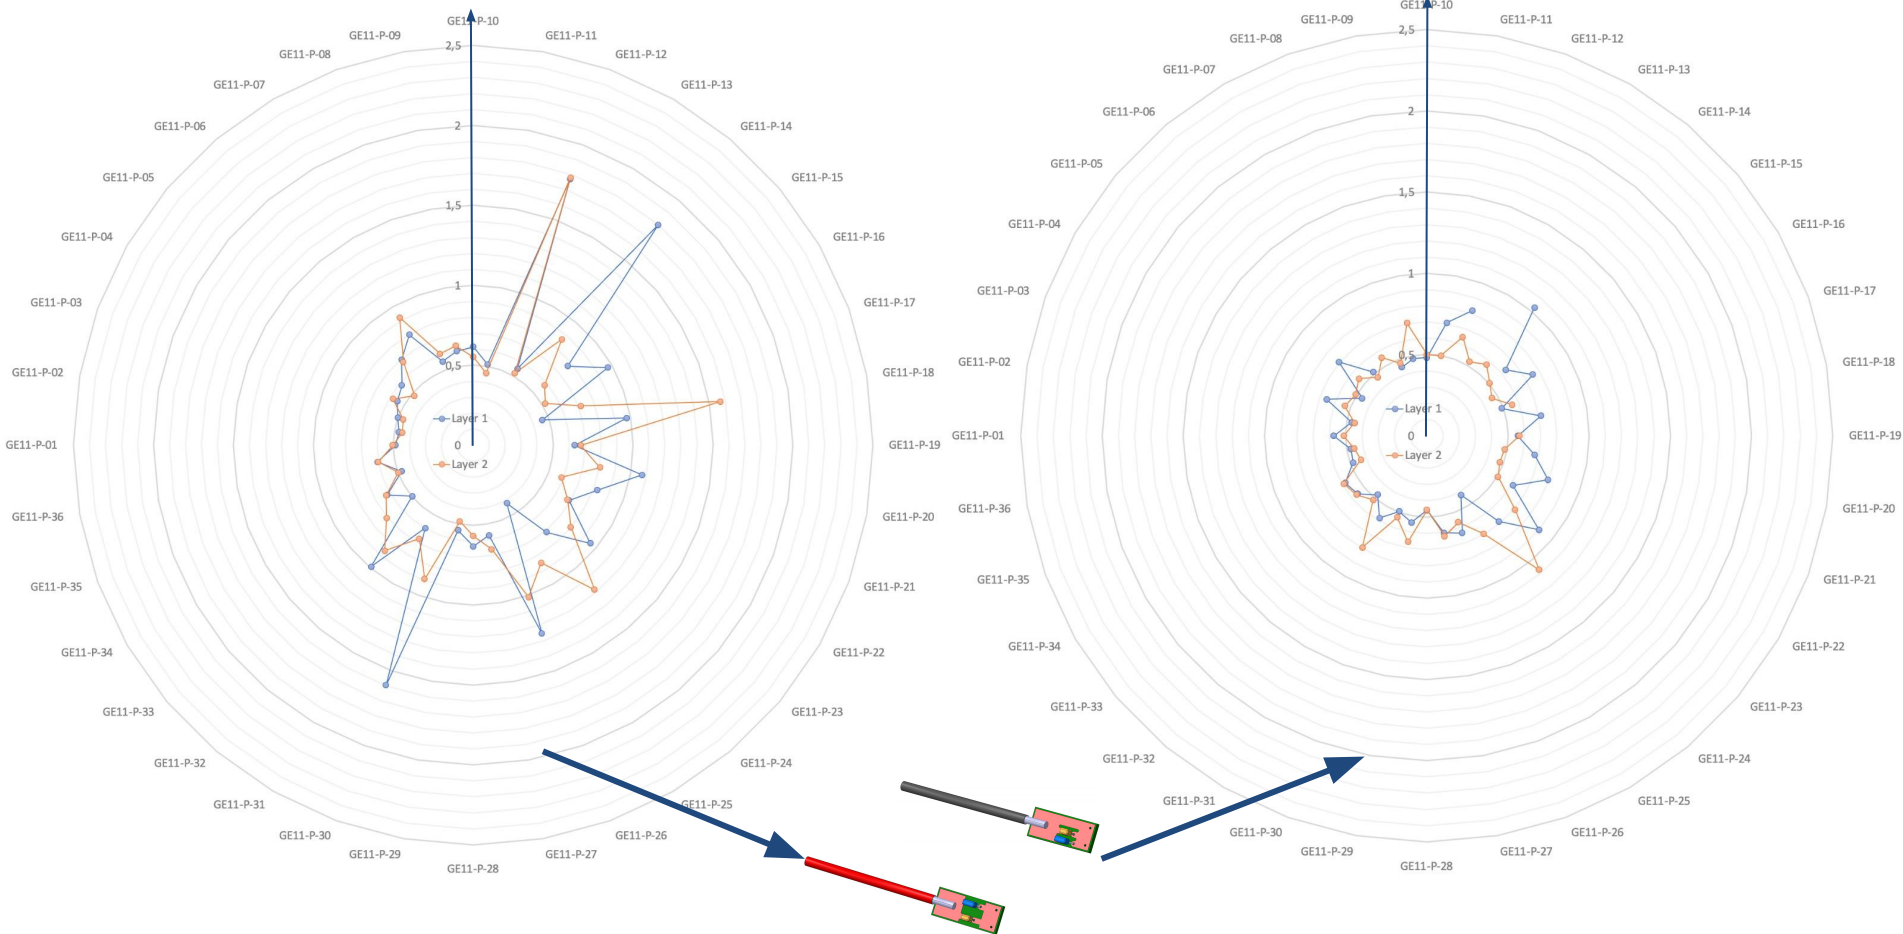 GE11-P-10
GE11-P-09
GE11-P-11
GE11-P-08
GE11-P-12
GE11-P-07
GE11-P-13
GE11-P-06
GE11-P-14
GE11-P-05
GE11-P-15
GE11-P-04
GE11-P-16
GE11-P-03
GE11-P-17
GE11-P-02
GE11-P-18
GE11-P-01
GE11-P-19
GE11-P-36
GE11-P-20
GE11-P-35
GE11-P-21
GE11-P-34
GE11-P-22
GE11-P-33
GE11-P-23
GE11-P-32
GE11-P-24
GE11-P-31
GE11-P-25
GE11-P-30
GE11-P-26
GE11-P-29
GE11-P-27
GE11-P-28
2,5
2
1,5
1
0,5
0
Layer 1
Layer 2
GE11-P-10
GE11-P-09
GE11-P-11
GE11-P-08
GE11-P-12
GE11-P-07
GE11-P-13
GE11-P-06
GE11-P-14
GE11-P-05
GE11-P-15
GE11-P-04
GE11-P-16
GE11-P-03
GE11-P-17
GE11-P-02
GE11-P-18
GE11-P-01
GE11-P-19
GE11-P-36
GE11-P-20
GE11-P-35
GE11-P-21
GE11-P-34
GE11-P-22
GE11-P-33
GE11-P-23
GE11-P-32
GE11-P-24
GE11-P-31
GE11-P-25
GE11-P-30
GE11-P-26
GE11-P-29
GE11-P-27
GE11-P-28
2,5
2
1,5
1
0,5
0
Layer 1
Layer 2